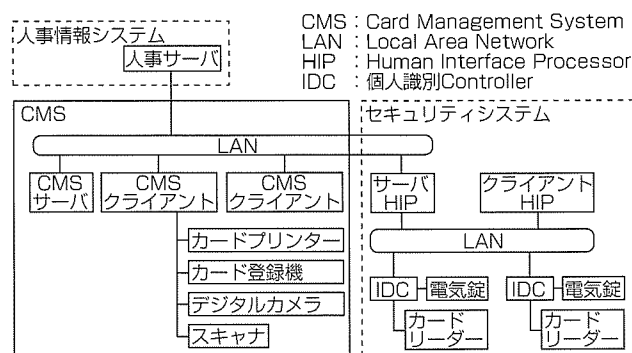 CMS：Card Management System
LAN：Local Area Network
HIP：Human Interface Processor
IDC：個人識別Controller
人事情報システム
人事サーバ
CMS
セキュリティシステム
LAN
CMS
サーバ
CMS
クライアント
CMS
クライアント
サーバ
HIP
クライアント
HIP
カードプリンター
カード登録機
デジタルカメラ
スキャナ
LAN
IDC
電気錠
IDC
電気錠
カード
リーダー
カード
リーダー